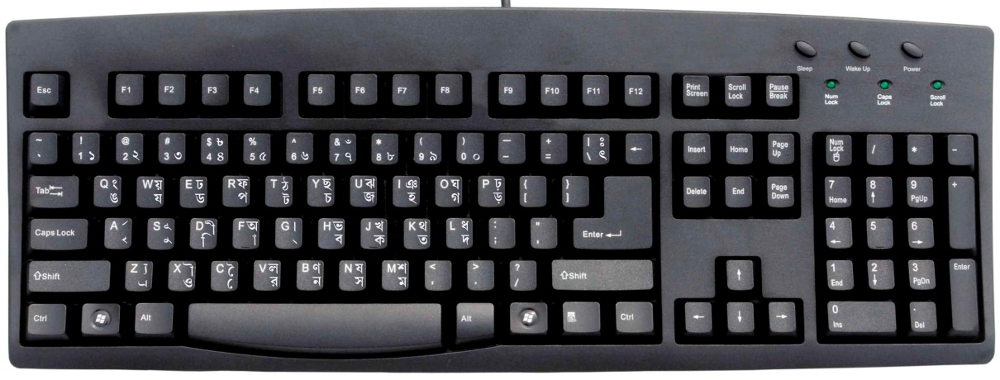 Sleep Wake Up Power
Esc F1 F2 F3 F4 F5 F6 F7 F8 F9 F10 F11 F12 Print Screen Scroll Lock Pause Break Num Lock Caps Lock Scroll Lock
~ ` ! 1 ১ @ 2 ২ # 3 ৩ $ ৳ 4 ৪ % 5 ৫ ^ 6 ৬ & ঁ 7 ৭ * 8 ৮ ( 9 ৯ ) 0 ০ — – + = | ঃ \ ৎ ← Insert Home Page Up Num Lock / * –
Tab Q ং ঙ W য় য E ঢ ড R ফ প T ঠ ট Y ছ চ U ঝ জ I ঞ হ O ঘ গ P ঢ় ড় { [ } ] Delete End Page Down 7 Home 8 ↑ 9 PgUp +
Caps Lock A র্ ৃ S ূ ু D ী ি F অ া G । ্ H ভ ব J খ ক K থ ত L ধ দ : ; " ' Enter 4 ← 5 6 →
Shift Z ্য ্র X ৗ ও C ৈ ে V ল র B ণ ন N ষ স M শ ম < , > . ? / Shift ↑ 1 End 2 ↓ 3 PgDn Enter
Ctrl Alt Alt Ctrl ← ↓ → 0 Ins . Del